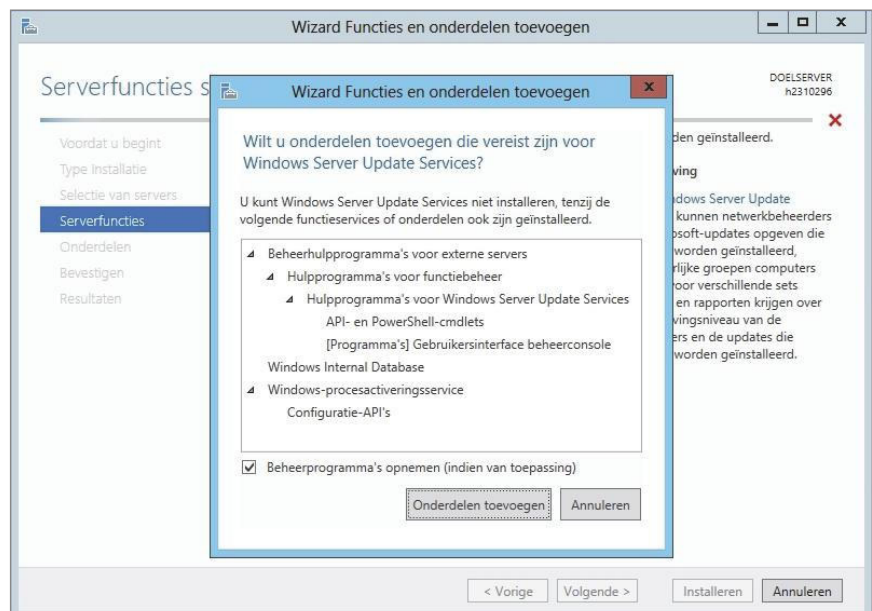 Wizard Functies en onderdelen toevoegen
Serverfuncties s
DOELSERVER
h2310296
Voordat u begint
Type Installatie
Selectie van servers
Serverfuncties
Onderdelen
Bevestigen
Resultaten
Wizard Functies en onderdelen toevoegen
Wilt u onderdelen toevoegen die vereist zijn voor
Windows Server Update Services?
U kunt Windows Server Update Services niet installeren, tenzij de
volgende functieservices of onderdelen ook zijn geïnstalleerd.
Beheerhulpprogramma's voor externe servers
Hulpprogramma's voor functiebeheer
Hulpprogramma's voor Windows Server Update Services
API- en PowerShell-cmdlets
[Programma's] Gebruikersinterface beheerconsole
Windows Internal Database
Windows-procesactiveringsservice
Configuratie-API's
Beheerprogramma's opnemen (indien van toepassing)
Onderdelen toevoegen
Annuleren
den geïnstalleerd.
ving
ndows Server Update
kunnen netwerkbeheerders
osoft-updates opgeven die
worden geïnstalleerd,
rlijke groepen computers
oor verschillende sets
en rapporten krijgen over
vingsniveau van de
ers en de updates die
worden geïnstalleerd.
< Vorige
Volgende >
Installeren
Annuleren